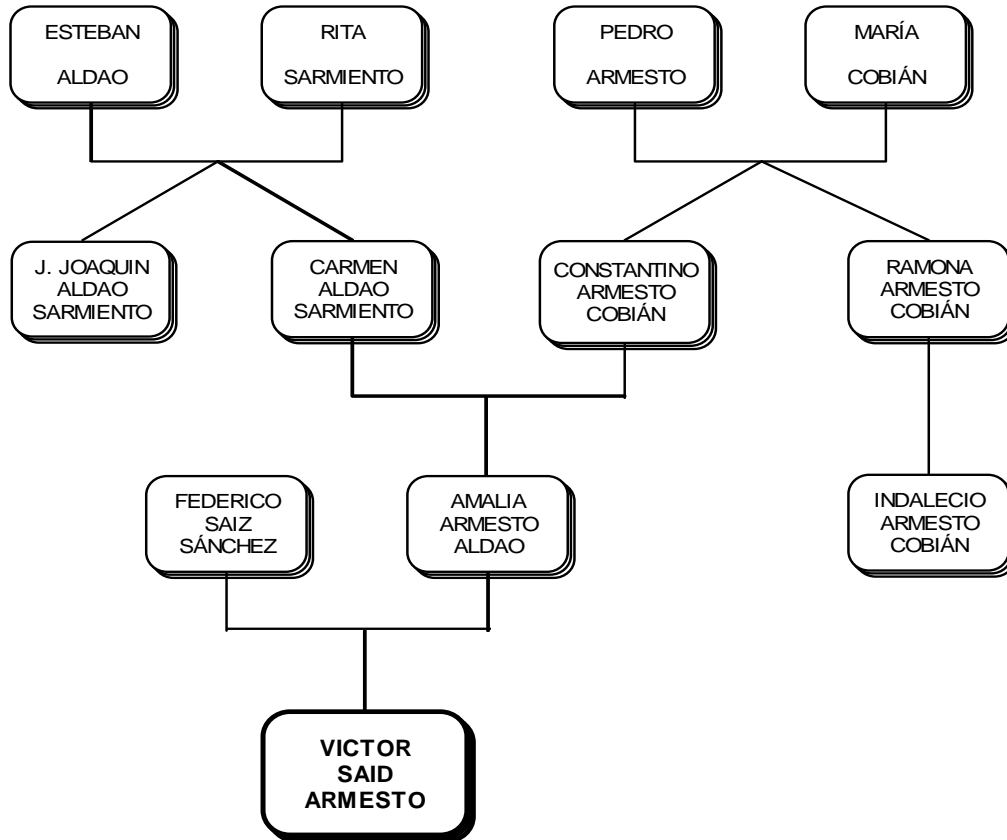 ESTEBAN
ALDAO
RITA
SARMIENTO
PEDRO
ARMESTO
MARÍA
COBIÁN
J. JOAQUIN
ALDAO
SARMIENTO
CARMEN
ALDAO
SARMIENTO
CONSTANTINO
ARMESTO
COBIÁN
RAMONA
ARMESTO
COBIÁN
FEDERICO
SAIZ
SÁNCHEZ
AMALIA
ARMESTO
ALDAO
INDALECIO
ARMESTO
COBIÁN
VICTOR
SAID
ARMESTO